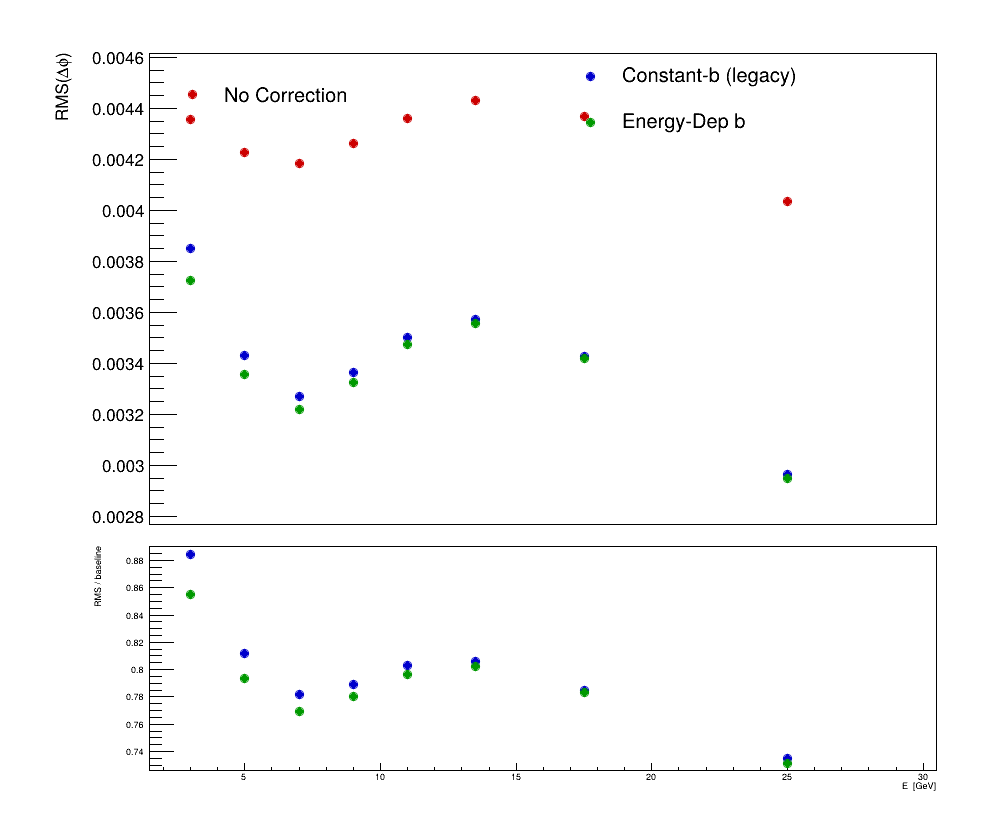 RMS(Δϕ)
0.0046
0.0044
0.0042
0.004
0.0038
0.0036
0.0034
0.0032
0.003
0.0028
No Correction
Constant-b (legacy)
Energy-Dep b
RMS / baseline
0.88
0.86
0.84
0.82
0.8
0.78
0.76
0.74
5 10 15 20 25 30
E [GeV]